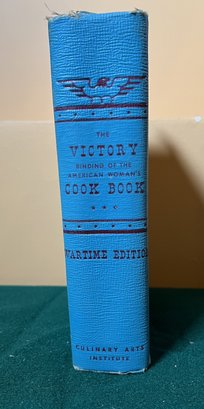 THE
VICTORY
BINDING OF THE
AMERICAN WOMAN'S
COOK BOOK
WARTIME EDITION
CULINARY ARTS
INSTITUTE